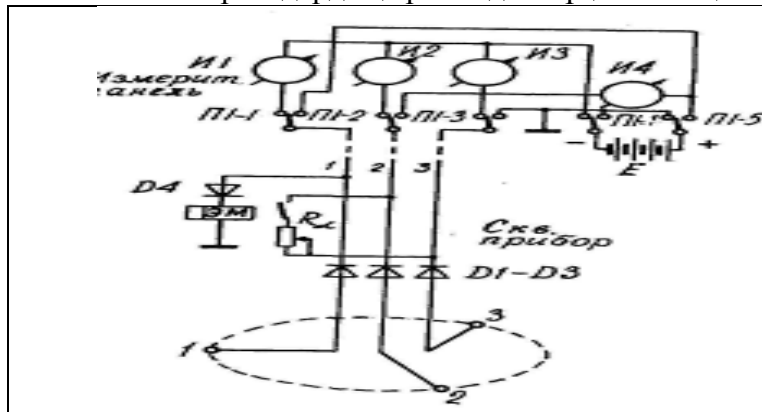 И1 И2 И3 И4
Измерит.
панель
П1-1 П1-2 П1-3 П1-5
- E +
1 2 3
D4
ЭМ
Rл
Скв.
прибор
D1-D3
3
1
2